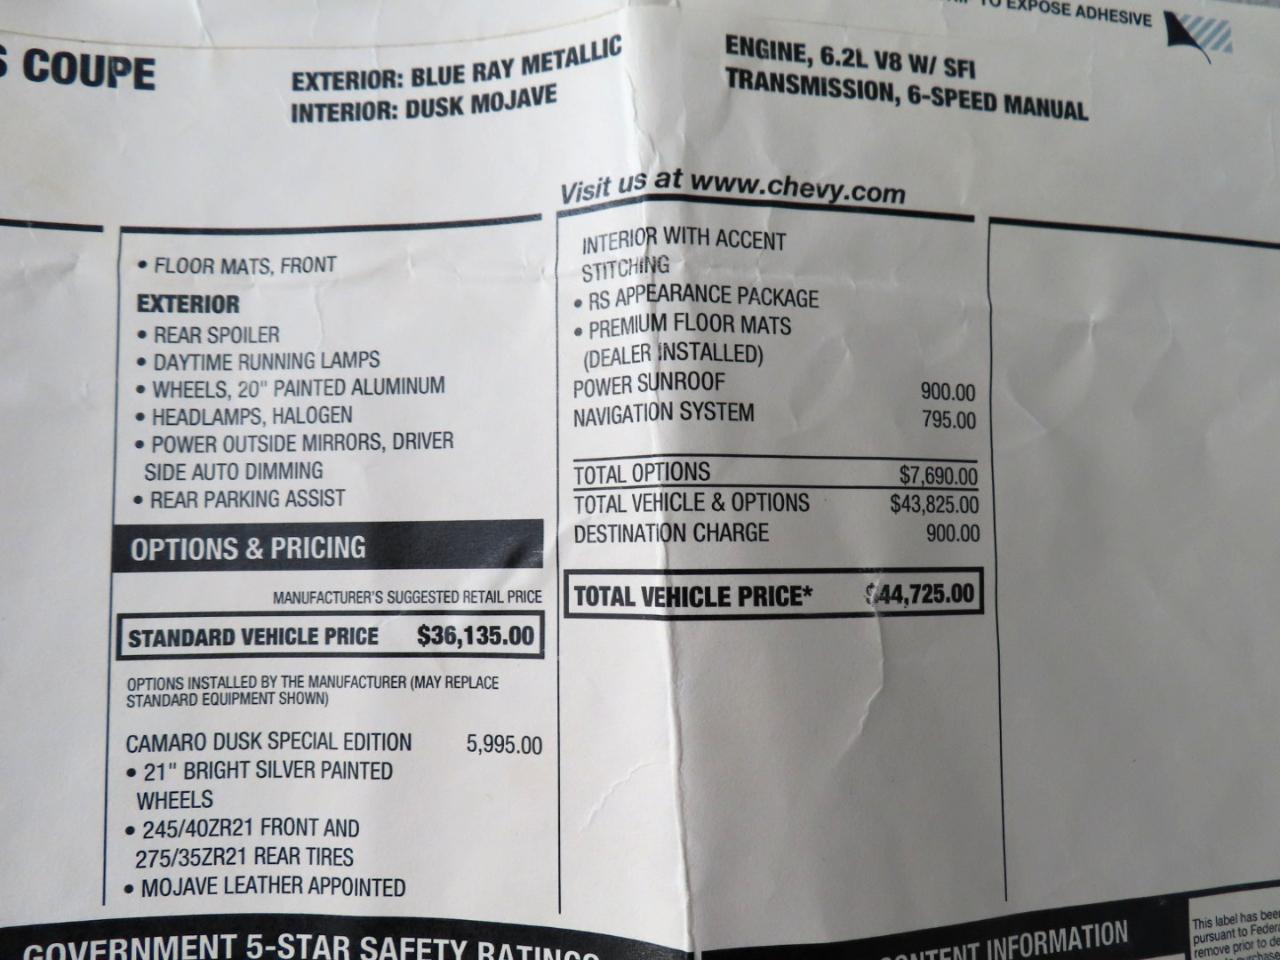 TO EXPOSE ADHESIVE
S COUPE
EXTERIOR: BLUE RAY METALLIC
INTERIOR: DUSK MOJAVE
ENGINE, 6.2L V8 W/ SFI
TRANSMISSION, 6-SPEED MANUAL
Visit us at www.chevy.com
• FLOOR MATS, FRONT
EXTERIOR
• REAR SPOILER
• DAYTIME RUNNING LAMPS
• WHEELS, 20" PAINTED ALUMINUM
• HEADLAMPS, HALOGEN
• POWER OUTSIDE MIRRORS, DRIVER
SIDE AUTO DIMMING
• REAR PARKING ASSIST
OPTIONS & PRICING
MANUFACTURER'S SUGGESTED RETAIL PRICE
STANDARD VEHICLE PRICE $36,135.00
OPTIONS INSTALLED BY THE MANUFACTURER (MAY REPLACE
STANDARD EQUIPMENT SHOWN)
CAMARO DUSK SPECIAL EDITION 5,995.00
• 21" BRIGHT SILVER PAINTED
WHEELS
• 245/40ZR21 FRONT AND
275/35ZR21 REAR TIRES
• MOJAVE LEATHER APPOINTED
INTERIOR WITH ACCENT
STITCHING
• RS APPEARANCE PACKAGE
• PREMIUM FLOOR MATS
(DEALER INSTALLED)
POWER SUNROOF 900.00
NAVIGATION SYSTEM 795.00
TOTAL OPTIONS $7,690.00
TOTAL VEHICLE & OPTIONS $43,825.00
DESTINATION CHARGE 900.00
TOTAL VEHICLE PRICE* $44,725.00
GOVERNMENT 5-STAR SAFETY RATINGS
CONTENT INFORMATION
This label has been
pursuant to Federal
remove prior to de
purchase